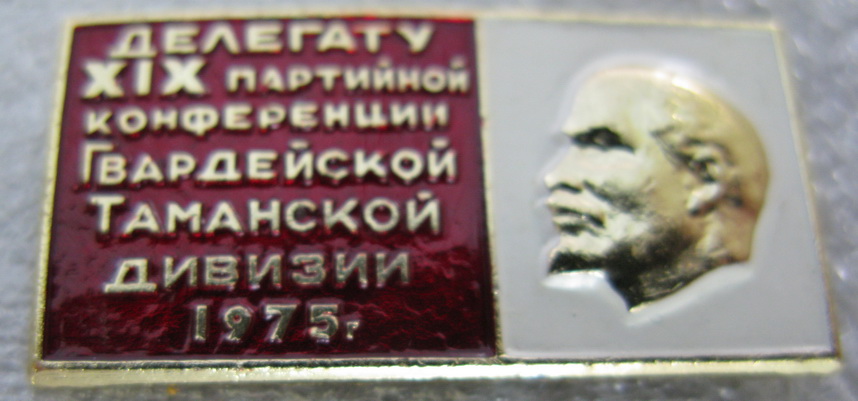 ДЕЛЕГАТУ
XIX ПАРТИЙНОЙ
КОНФЕРЕНЦИИ
ГВАРДЕЙСКОЙ
ТАМАНСКОЙ
ДИВИЗИИ
1975г